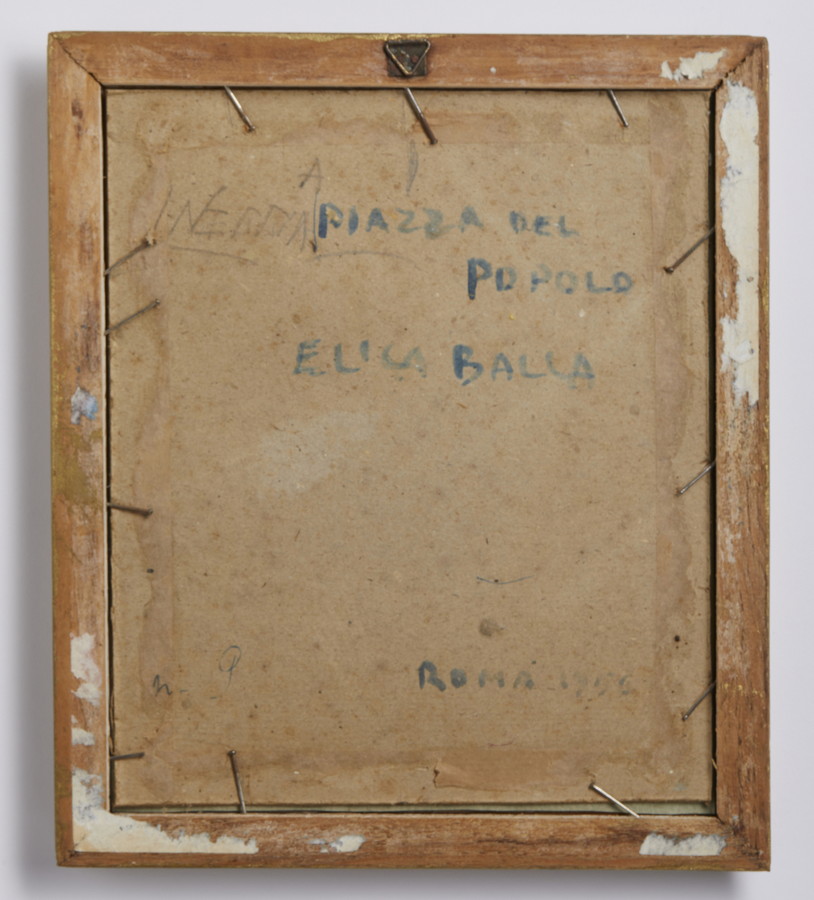 PIAZZA DEL
POPOLO
ELICA BALLA
n. 9
ROMA